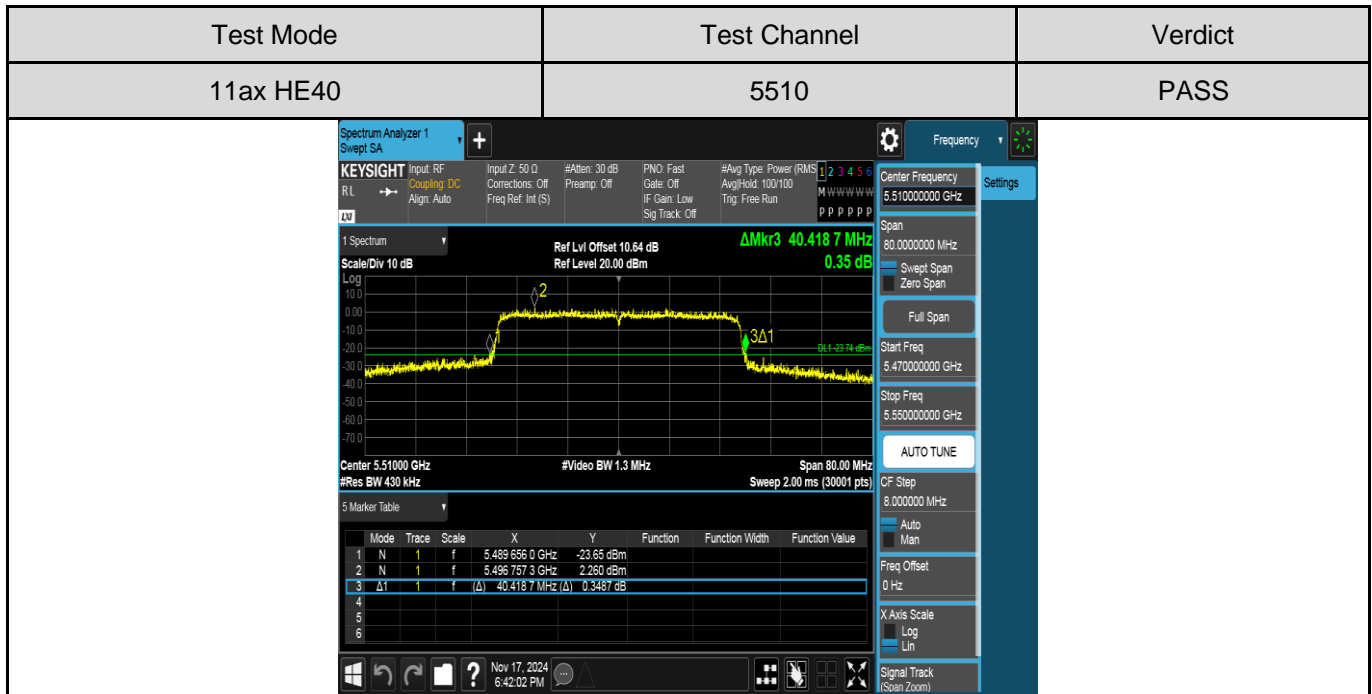 Test Mode Test Channel Verdict
11ax HE40 5510 PASS
Spectrum Analyzer 1
Swept SA
+
Frequency
KEYSIGHT
RL
LXI
Input: RF
Coupling: DC
Align: Auto
Input Z: 50 Ω
Corrections: Off
Freq Ref: Int (S)
#Atten: 30 dB
Preamp: Off
PNO: Fast
Gate: Off
IF Gain: Low
Sig Track: Off
#Avg Type: Power (RMS
Avg|Hold: 100/100
Trig: Free Run
1 2 3 4 5 6
M W W W W W
P P P P P P
1 Spectrum
Scale/Div 10 dB
Ref Lvl Offset 10.64 dB
Ref Level 20.00 dBm
ΔMkr3 40.418 7 MHz
0.35 dB
Log
10.0
0.00
-10.0
-20.0
-30.0
-40.0
-50.0
-60.0
-70.0
2
1
3Δ1
DL1 -23.74 dBm
Center 5.51000 GHz #Video BW 1.3 MHz Span 80.00 MHz
#Res BW 430 kHz Sweep 2.00 ms (30001 pts)
5 Marker Table
Mode Trace Scale X Y Function Function Width Function Value
1 N 1 f 5.489 656 0 GHz -23.65 dBm
2 N 1 f 5.496 757 3 GHz 2.260 dBm
3 Δ1 1 f (Δ) 40.418 7 MHz (Δ) 0.3487 dB
4
5
6
?
Nov 17, 2024
6:42:02 PM
Center Frequency
5.510000000 GHz
Settings
Span
80.0000000 MHz
Swept Span
Zero Span
Full Span
Start Freq
5.470000000 GHz
Stop Freq
5.550000000 GHz
AUTO TUNE
CF Step
8.000000 MHz
Auto
Man
Freq Offset
0 Hz
X Axis Scale
Log
Lin
Signal Track
(Span Zoom)